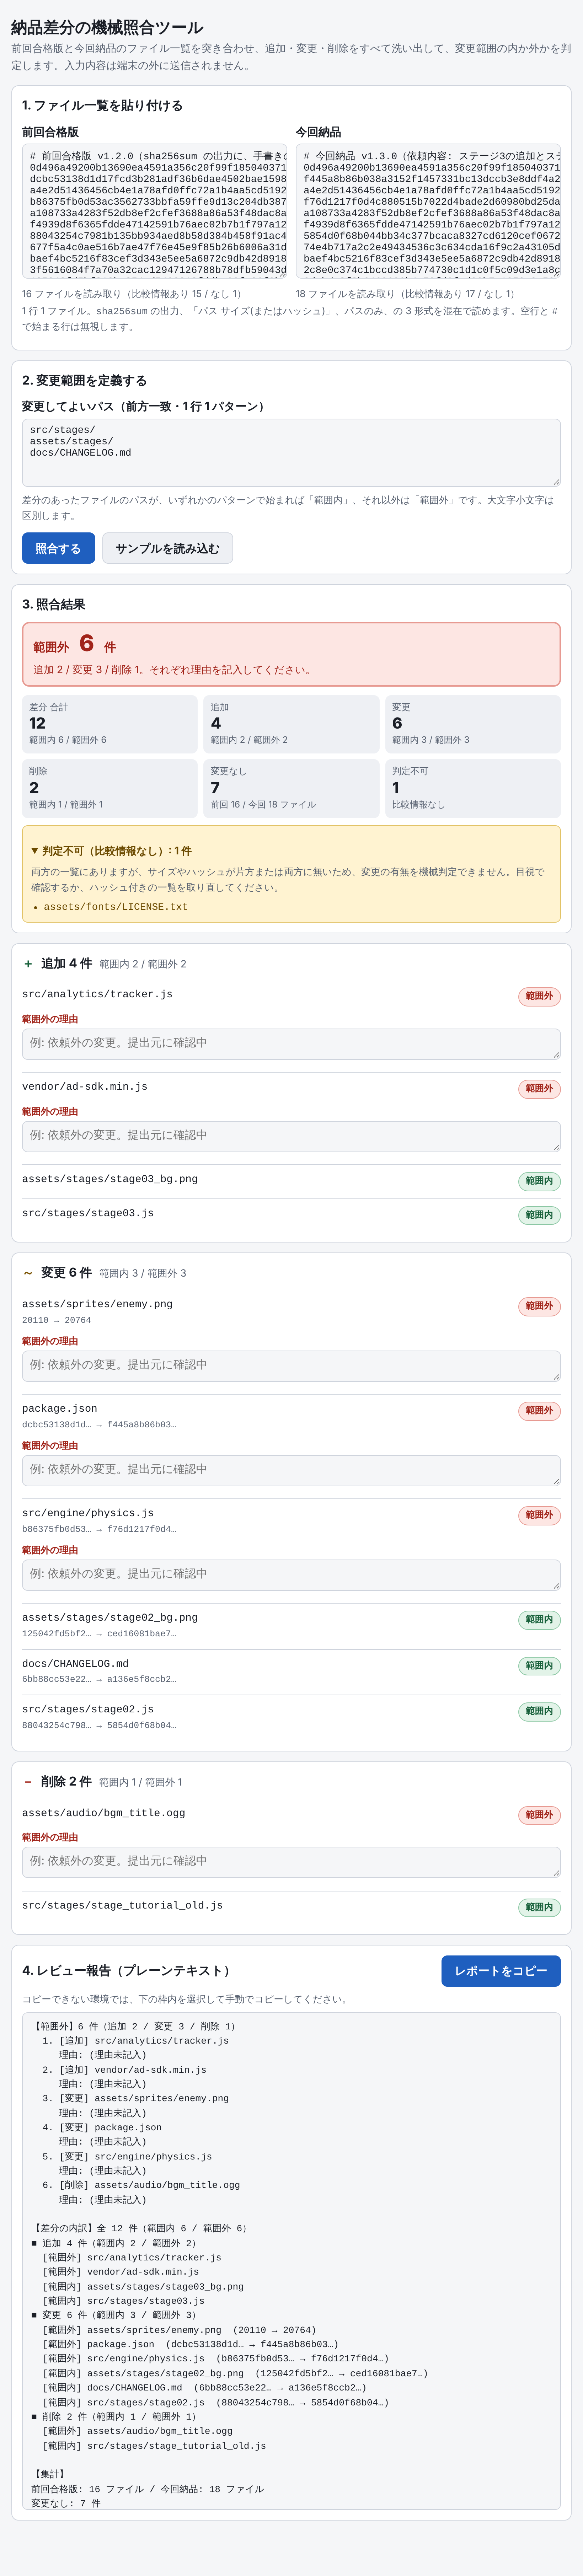 納品差分の機械照合ツール
前回合格版と今回納品のファイル一覧を突き合わせ、追加・変更・削除をすべて洗い出して、変更範囲の内か外かを判
定します。入力内容は端末の外に送信されません。
1. ファイル一覧を貼り付ける
前回合格版
# 前回合格版 v1.2.0（sha256sum の出力に、手書きの
0d496a49200b13690ea4591a356c20f9f185040371
dcbc53138d1d17fcd3b281adf36b6dae4502bae1598
a4e2d51436456cb4e1a78afd0ffc72a1b4aa5cd5192
b86375fb0d53ac3562733bbfa59ffe9d13c204db387
a108733a4283f52db8ef2cfef3688a86a53f48dac8a
f4939d8f6365fdde47142591b76aec02b7b1f797a12
88043254c7981b135bb934aed8b58d384b458f91ac4
677f5a4c0ae516b7ae47f76e45e9f85b26b6006a31d
baef4bc5216f83cef3d343e5ee5a6872c9db42d8918
3f5616084f7a70a32cac12947126788b78dfb59043d
今回納品
# 今回納品 v1.3.0（依頼内容: ステージ3の追加とステ
0d496a49200b13690ea4591a356c20f9f185040371
f445a8b86b038a3152f1457331bc13dccb3e8ddf4a2
a4e2d51436456cb4e1a78afd0ffc72a1b4aa5cd5192
f76d1217f0d4c880515b7022d4bade2d60980bd25da
a108733a4283f52db8ef2cfef3688a86a53f48dac8a
f4939d8f6365fdde47142591b76aec02b7b1f797a12
5854d0f68b044bb34c377bcaca8327cd6120cef0672
74e4b717a2c2e49434536c3c634cda16f9c2a43105d
baef4bc5216f83cef3d343e5ee5a6872c9db42d8918
2c8e0c374c1bccd385b774730c1d1c0f5c09d3e1a8c
16 ファイルを読み取り（比較情報あり 15 / なし 1）
18 ファイルを読み取り（比較情報あり 17 / なし 1）
1 行 1 ファイル。sha256sum の出力、「パス サイズ(またはハッシュ)」、パスのみ、の 3 形式を混在で読めます。空行と #
で始まる行は無視します。
2. 変更範囲を定義する
変更してよいパス（前方一致・1 行 1 パターン）
src/stages/
assets/stages/
docs/CHANGELOG.md
差分のあったファイルのパスが、いずれかのパターンで始まれば「範囲内」、それ以外は「範囲外」です。大文字小文字は
区別します。
照合する
サンプルを読み込む
3. 照合結果
範囲外 6 件
追加 2 / 変更 3 / 削除 1。それぞれ理由を記入してください。
差分 合計
12
範囲内 6 / 範囲外 6
追加
4
範囲内 2 / 範囲外 2
変更
6
範囲内 3 / 範囲外 3
削除
2
範囲内 1 / 範囲外 1
変更なし
7
前回 16 / 今回 18 ファイル
判定不可
1
比較情報なし
▼ 判定不可（比較情報なし）: 1 件
両方の一覧にありますが、サイズやハッシュが片方または両方に無いため、変更の有無を機械判定できません。目視で
確認するか、ハッシュ付きの一覧を取り直してください。
• assets/fonts/LICENSE.txt
+ 追加 4 件 範囲内 2 / 範囲外 2
src/analytics/tracker.js 範囲外
範囲外の理由
例: 依頼外の変更。提出元に確認中
vendor/ad-sdk.min.js 範囲外
範囲外の理由
例: 依頼外の変更。提出元に確認中
assets/stages/stage03_bg.png 範囲内
src/stages/stage03.js 範囲内
~ 変更 6 件 範囲内 3 / 範囲外 3
assets/sprites/enemy.png 範囲外
20110 → 20764
範囲外の理由
例: 依頼外の変更。提出元に確認中
package.json 範囲外
dcbc53138d1d… → f445a8b86b03…
範囲外の理由
例: 依頼外の変更。提出元に確認中
src/engine/physics.js 範囲外
b86375fb0d53… → f76d1217f0d4…
範囲外の理由
例: 依頼外の変更。提出元に確認中
assets/stages/stage02_bg.png 範囲内
125042fd5bf2… → ced16081bae7…
docs/CHANGELOG.md 範囲内
6bb88cc53e22… → a136e5f8ccb2…
src/stages/stage02.js 範囲内
88043254c798… → 5854d0f68b04…
− 削除 2 件 範囲内 1 / 範囲外 1
assets/audio/bgm_title.ogg 範囲外
範囲外の理由
例: 依頼外の変更。提出元に確認中
src/stages/stage_tutorial_old.js 範囲内
4. レビュー報告（プレーンテキスト）
レポートをコピー
コピーできない環境では、下の枠内を選択して手動でコピーしてください。
【範囲外】6 件（追加 2 / 変更 3 / 削除 1）
1. [追加] src/analytics/tracker.js
理由: (理由未記入)
2. [追加] vendor/ad-sdk.min.js
理由: (理由未記入)
3. [変更] assets/sprites/enemy.png
理由: (理由未記入)
4. [変更] package.json
理由: (理由未記入)
5. [変更] src/engine/physics.js
理由: (理由未記入)
6. [削除] assets/audio/bgm_title.ogg
理由: (理由未記入)
【差分の内訳】全 12 件（範囲内 6 / 範囲外 6）
■ 追加 4 件（範囲内 2 / 範囲外 2）
[範囲外] src/analytics/tracker.js
[範囲外] vendor/ad-sdk.min.js
[範囲内] assets/stages/stage03_bg.png
[範囲内] src/stages/stage03.js
■ 変更 6 件（範囲内 3 / 範囲外 3）
[範囲外] assets/sprites/enemy.png (20110 → 20764)
[範囲外] package.json (dcbc53138d1d… → f445a8b86b03…)
[範囲外] src/engine/physics.js (b86375fb0d53… → f76d1217f0d4…)
[範囲内] assets/stages/stage02_bg.png (125042fd5bf2… → ced16081bae7…)
[範囲内] docs/CHANGELOG.md (6bb88cc53e22… → a136e5f8ccb2…)
[範囲内] src/stages/stage02.js (88043254c798… → 5854d0f68b04…)
■ 削除 2 件（範囲内 1 / 範囲外 1）
[範囲外] assets/audio/bgm_title.ogg
[範囲内] src/stages/stage_tutorial_old.js
【集計】
前回合格版: 16 ファイル / 今回納品: 18 ファイル
変更なし: 7 件